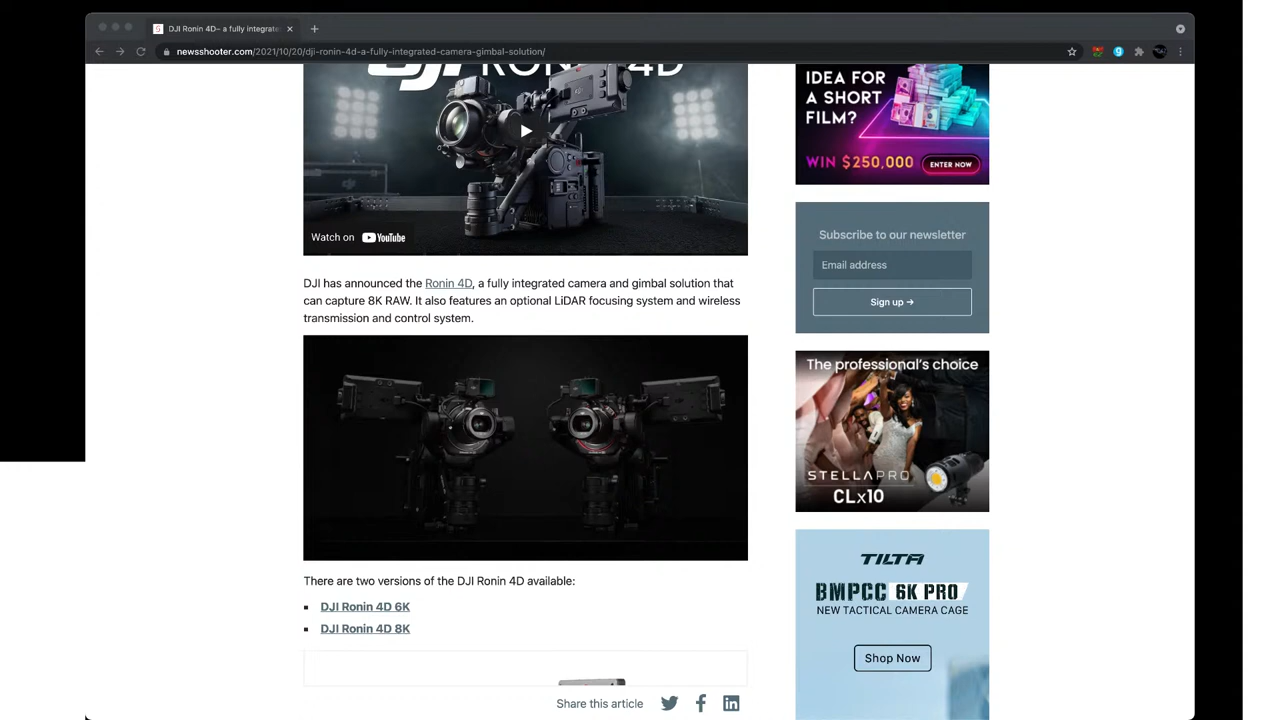 DJI Ronin 4D– a fully integrated
newsshooter.com/2021/10/20/dji-ronin-4d-a-fully-integrated-camera-gimbal-solution/
DJI RONIN 4D
Watch on YouTube
DJI has announced the Ronin 4D, a fully integrated camera and gimbal solution that
can capture 8K RAW. It also features an optional LiDAR focusing system and wireless
transmission and control system.
There are two versions of the DJI Ronin 4D available:
DJI Ronin 4D 6K
DJI Ronin 4D 8K
Share this article
IDEA FOR
A SHORT
FILM?
WIN $250,000 ENTER NOW
Subscribe to our newsletter
Email address
Sign up →
The professional's choice
STELLAPRO
CLx10
TILTA
BMPCC 6K PRO
NEW TACTICAL CAMERA CAGE
Shop Now